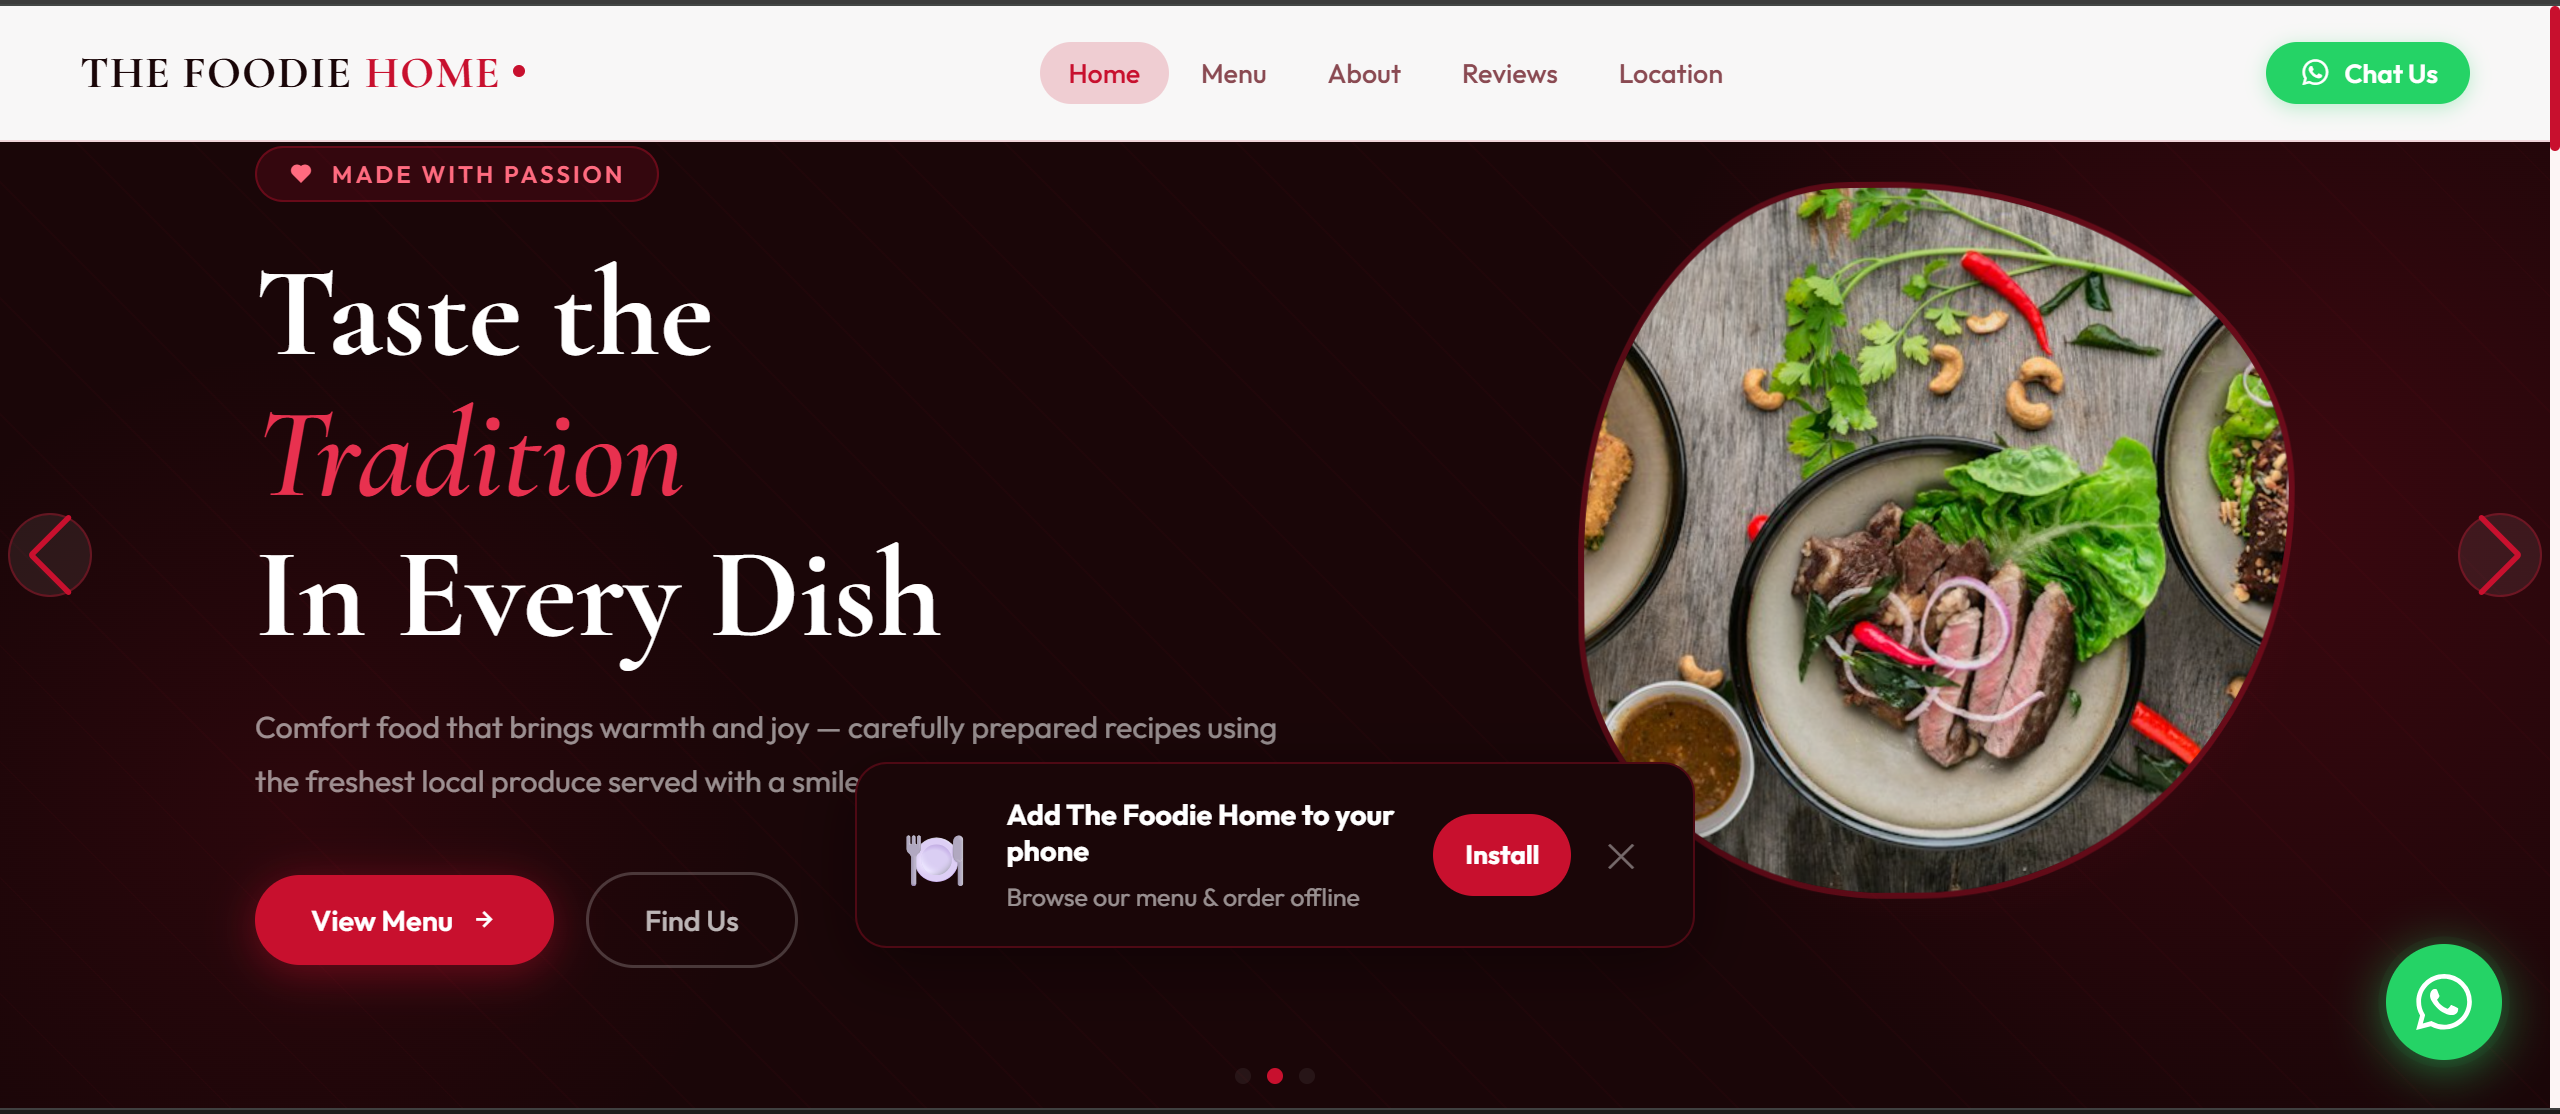 THE FOODIE HOME
Home
Menu
About
Reviews
Location
Chat Us
MADE WITH PASSION
Taste the
Tradition
In Every Dish
Comfort food that brings warmth and joy — carefully prepared recipes using
the freshest local produce served with a smile
Add The Foodie Home to your
phone
Browse our menu & order offline
Install
View Menu →
Find Us